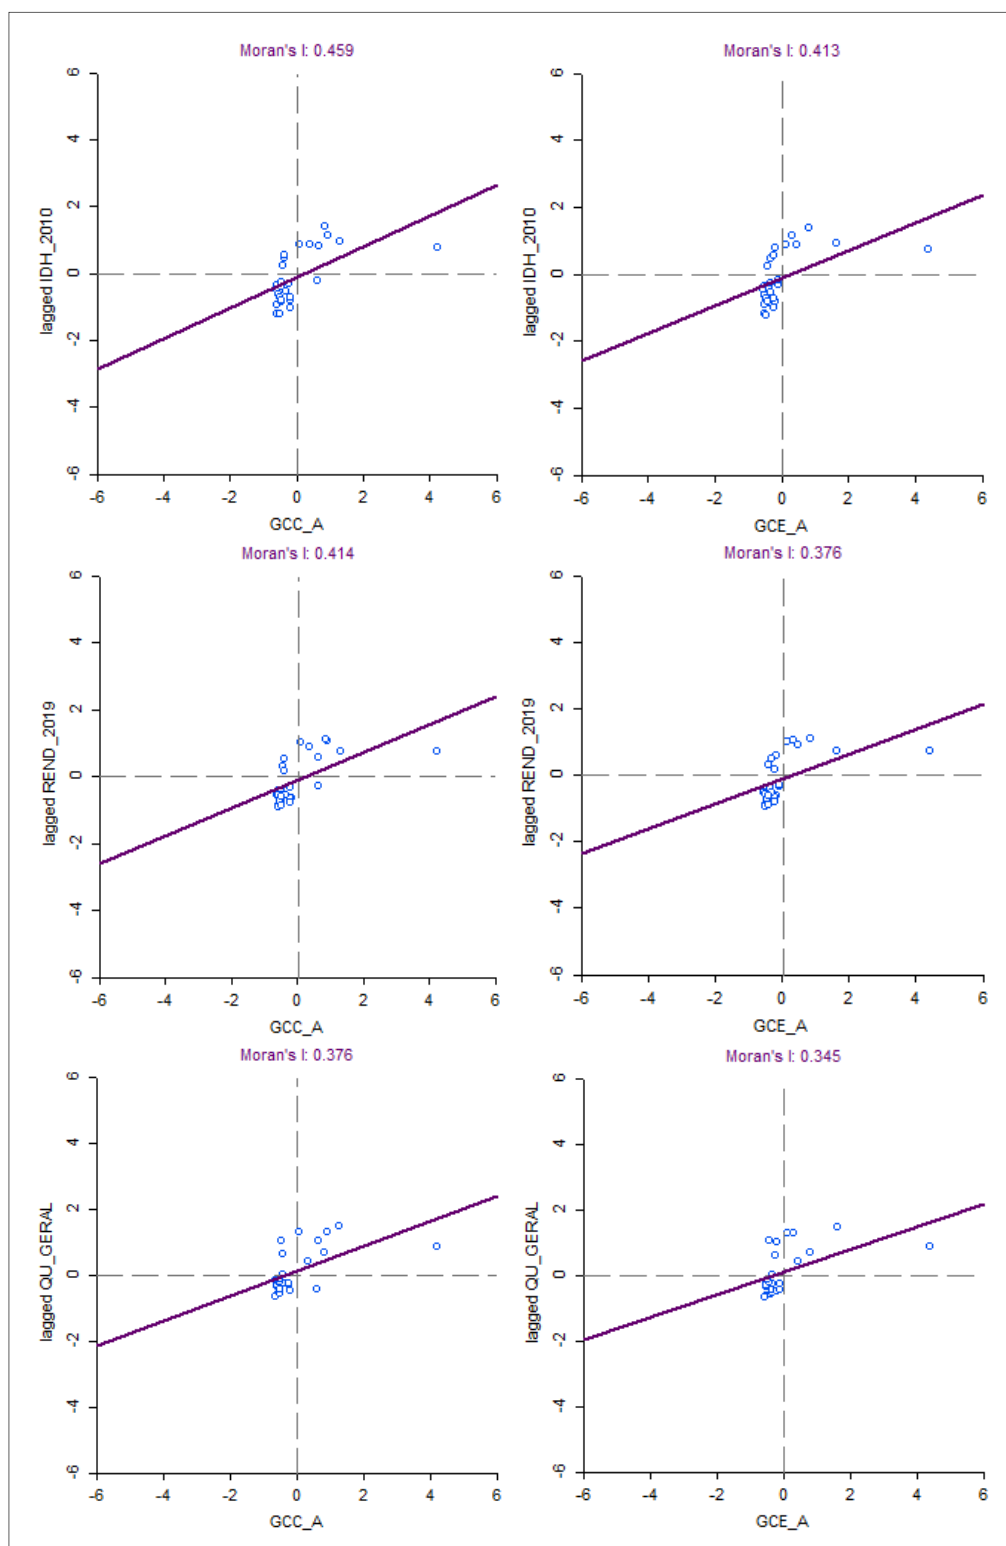 Moran's I: 0.459
6
4
2
0
-2
-4
-6
lagged IDH_2010
-6 -4 -2 0 2 4 6
GCC_A
Moran's I: 0.413
6
4
2
0
-2
-4
-6
lagged IDH_2010
-6 -4 -2 0 2 4 6
GCE_A
Moran's I: 0.414
6
4
2
0
-2
-4
-6
lagged REND_2019
-6 -4 -2 0 2 4 6
GCC_A
Moran's I: 0.376
6
4
2
0
-2
-4
-6
lagged REND_2019
-6 -4 -2 0 2 4 6
GCE_A
Moran's I: 0.376
6
4
2
0
-2
-4
-6
lagged QU_GERAL
-6 -4 -2 0 2 4 6
GCC_A
Moran's I: 0.345
6
4
2
0
-2
-4
-6
lagged QU_GERAL
-6 -4 -2 0 2 4 6
GCE_A